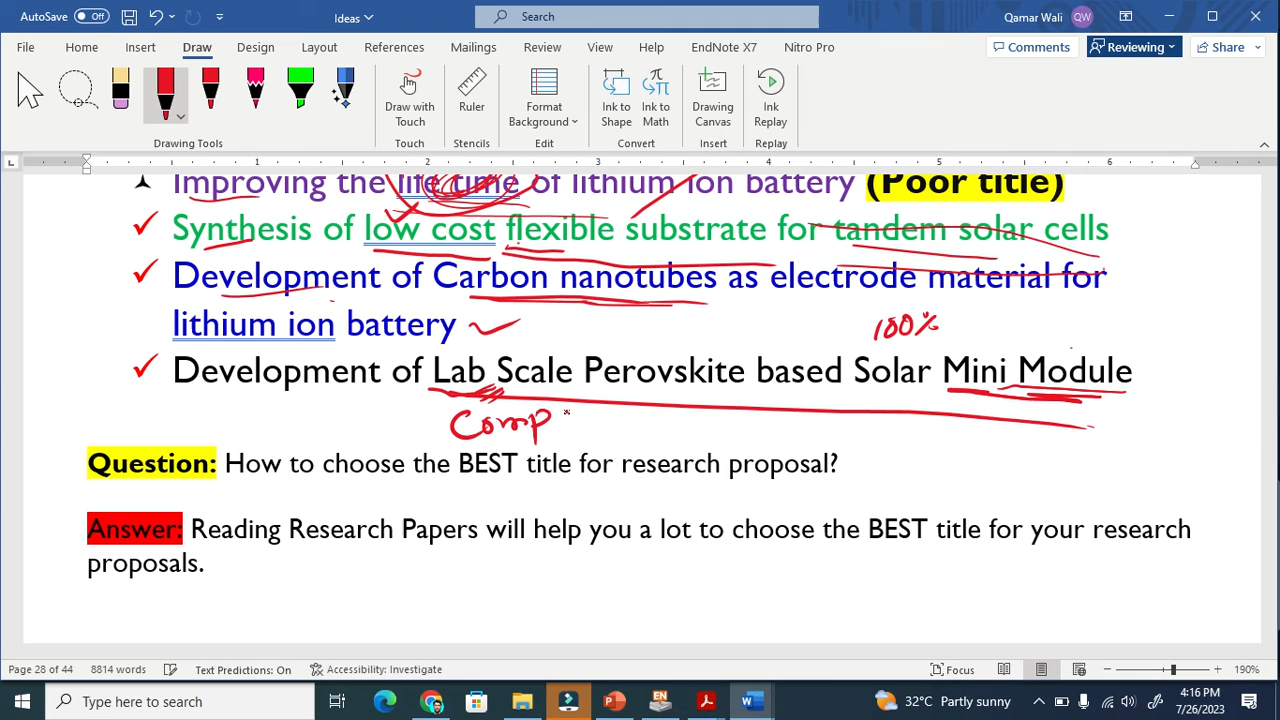 AutoSave Off Ideas Search Qamar Wali QW
File Home Insert Draw Design Layout References Mailings Review View Help EndNote X7 Nitro Pro Comments Reviewing Share
Draw with Touch Ruler Format Background Ink to Shape Ink to Math Drawing Canvas Ink Replay
Drawing Tools Touch Stencils Edit Convert Insert Replay
L 1 2 3 4 5 6
Improving the life time of lithium ion battery (Poor title)
Synthesis of low cost flexible substrate for tandem solar cells
Development of Carbon nanotubes as electrode material for
lithium ion battery
100%
Development of Lab Scale Perovskite based Solar Mini Module
Comp
Question: How to choose the BEST title for research proposal?
Answer: Reading Research Papers will help you a lot to choose the BEST title for your research
proposals.
Page 28 of 44 8814 words Text Predictions: On Accessibility: Investigate Focus 190%
Type here to search 32°C Partly sunny 4:16 PM
7/26/2023